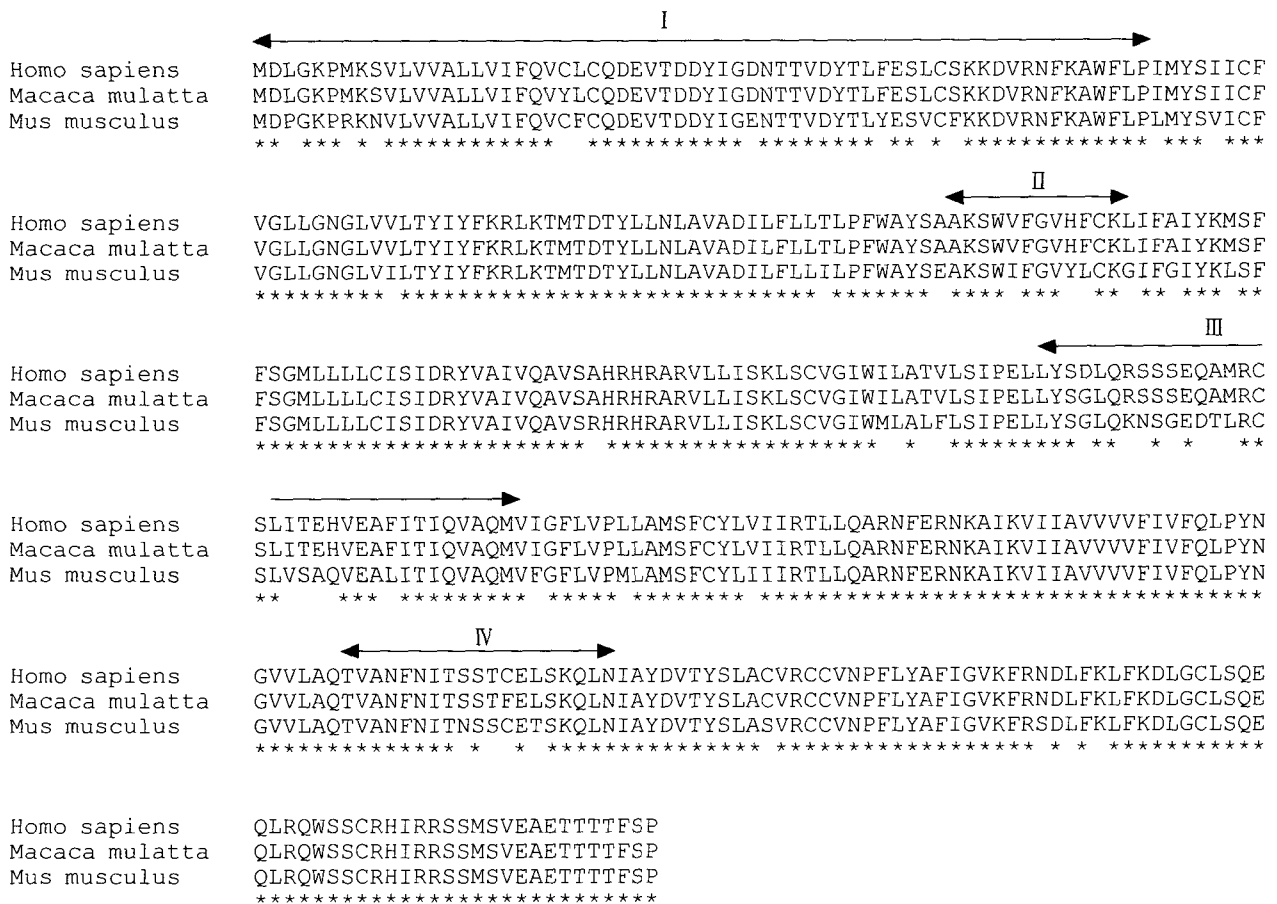 I
Homo sapiens MDLGKPMKSVLVVALLVIFQVCLCQDEVTDDYIGDNTTVDYTLFESLCSKKDVRNFKAWFLPIMYSIICF
Macaca mulatta MDLGKPMKSVLVVALLVIFQVYLCQDEVTDDYIGDNTTVDYTLFESLCSKKDVRNFKAWFLPIMYSIICF
Mus musculus MDPGKPRKNVLVVALLVIFQVCFCQDEVTDDYIGENTTVDYTLYESVCFKKDVRNFKAWFLPLMYSVICF
** *** * ************  *********** ******** ** * ************* *** ***
II
Homo sapiens VGLLGNGLVVLTYIYFKRLKTMTDTYLLNLAVADILFLLTLPFWAYSAAKSWVFGVHFCKLIFAIYKMSF
Macaca mulatta VGLLGNGLVVLTYIYFKRLKTMTDTYLLNLAVADILFLLTLPFWAYSAAKSWVFGVHFCKLIFAIYKMSF
Mus musculus VGLLGNGLVILTYIYFKRLKTMTDTYLLNLAVADILFLLILPFWAYSEAKSWIFGVYLCKGIFGIYKLSF
********* ***************************** ******* **** ***  ** ** *** **
III
Homo sapiens FSGMLLLLCISIDRYVAIVQAVSAHRHRARVLLISKLSCVGIWILATVLSIPELLYSDLQRSSSEQAMRC
Macaca mulatta FSGMLLLLCISIDRYVAIVQAVSAHRHRARVLLISKLSCVGIWILATVLSIPELLYSGLQRSSSEQAMRC
Mus musculus FSGMLLLLCISIDRYVAIVQAVSRHRHRARVLLISKLSCVGIWMLALFLSIPELLYSGLQKNSGEDTLRC
*********************** *******************  *  ********* **  * *   **
Homo sapiens SLITEHVEAFITIQVAQMVIGFLVPLLAMSFCYLVIIRTLLQARNFERNKAIKVIIAVVVVFIVFQLPYN
Macaca mulatta SLITEHVEAFITIQVAQMVIGFLVPLLAMSFCYLVIIRTLLQARNFERNKAIKVIIAVVVVFIVFQLPYN
Mus musculus SLVSAQVEALITIQVAQMVFGFLVPMLAMSFCYLIIIRTLLQARNFERNKAIKVIIAVVVVFIVFQLPYN
**    *** ********* ***** ******** ***********************************
IV
Homo sapiens GVVLAQTVANFNITSSTCELSKQLNIAYDVTYSLACVRCCVNPFLYAFIGVKFRNDLFKLFKDLGCLSQE
Macaca mulatta GVVLAQTVANFNITSSTFELSKQLNIAYDVTYSLACVRCCVNPFLYAFIGVKFRNDLFKLFKDLGCLSQE
Mus musculus GVVLAQTVANFNITNSSCETSKQLNIAYDVTYSLASVRCCVNPFLYAFIGVKFRSDLFKLFKDLGCLSQE
************** *  * *************** ****************** * * ***********
Homo sapiens QLRQWSSCRHIRRSSMSVEAETTTTFSP
Macaca mulatta QLRQWSSCRHIRRSSMSVEAETTTTFSP
Mus musculus QLRQWSSCRHIRRSSMSVEAETTTTFSP
****************************